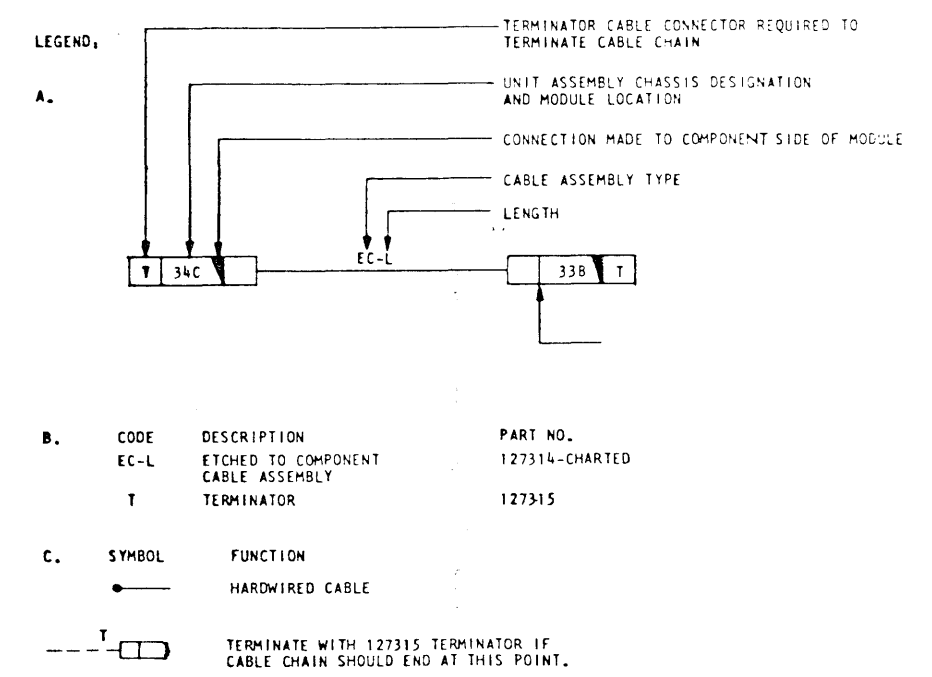 LEGEND:
TERMINATOR CABLE CONNECTOR REQUIRED TO
TERMINATE CABLE CHAIN
A.
UNIT ASSEMBLY CHASSIS DESIGNATION
AND MODULE LOCATION
CONNECTION MADE TO COMPONENT SIDE OF MODULE
CABLE ASSEMBLY TYPE
LENGTH
EC-L
T 34C
33B T
B. CODE DESCRIPTION PART NO.
EC-L ETCHED TO COMPONENT 127314-CHARTED
CABLE ASSEMBLY
T TERMINATOR 127315
C. SYMBOL FUNCTION
HARDWIRED CABLE
T
TERMINATE WITH 127315 TERMINATOR IF
CABLE CHAIN SHOULD END AT THIS POINT.